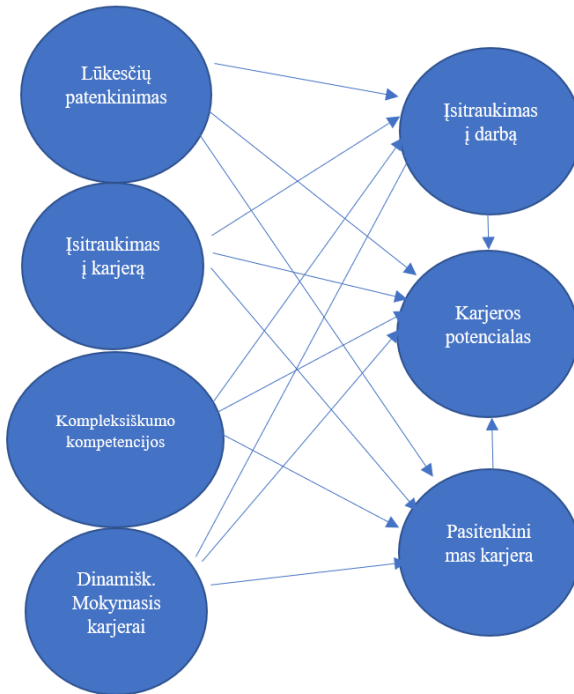 Lūkesčių
patenkinimas
Įsitraukimas
į karjerą
Kompleksiškumo
kompetencijos
Dinamišk.
Mokymasis
karjerai
Įsitraukimas
į darbą
Karjeros
potencialas
Pasitenkini
mas karjera